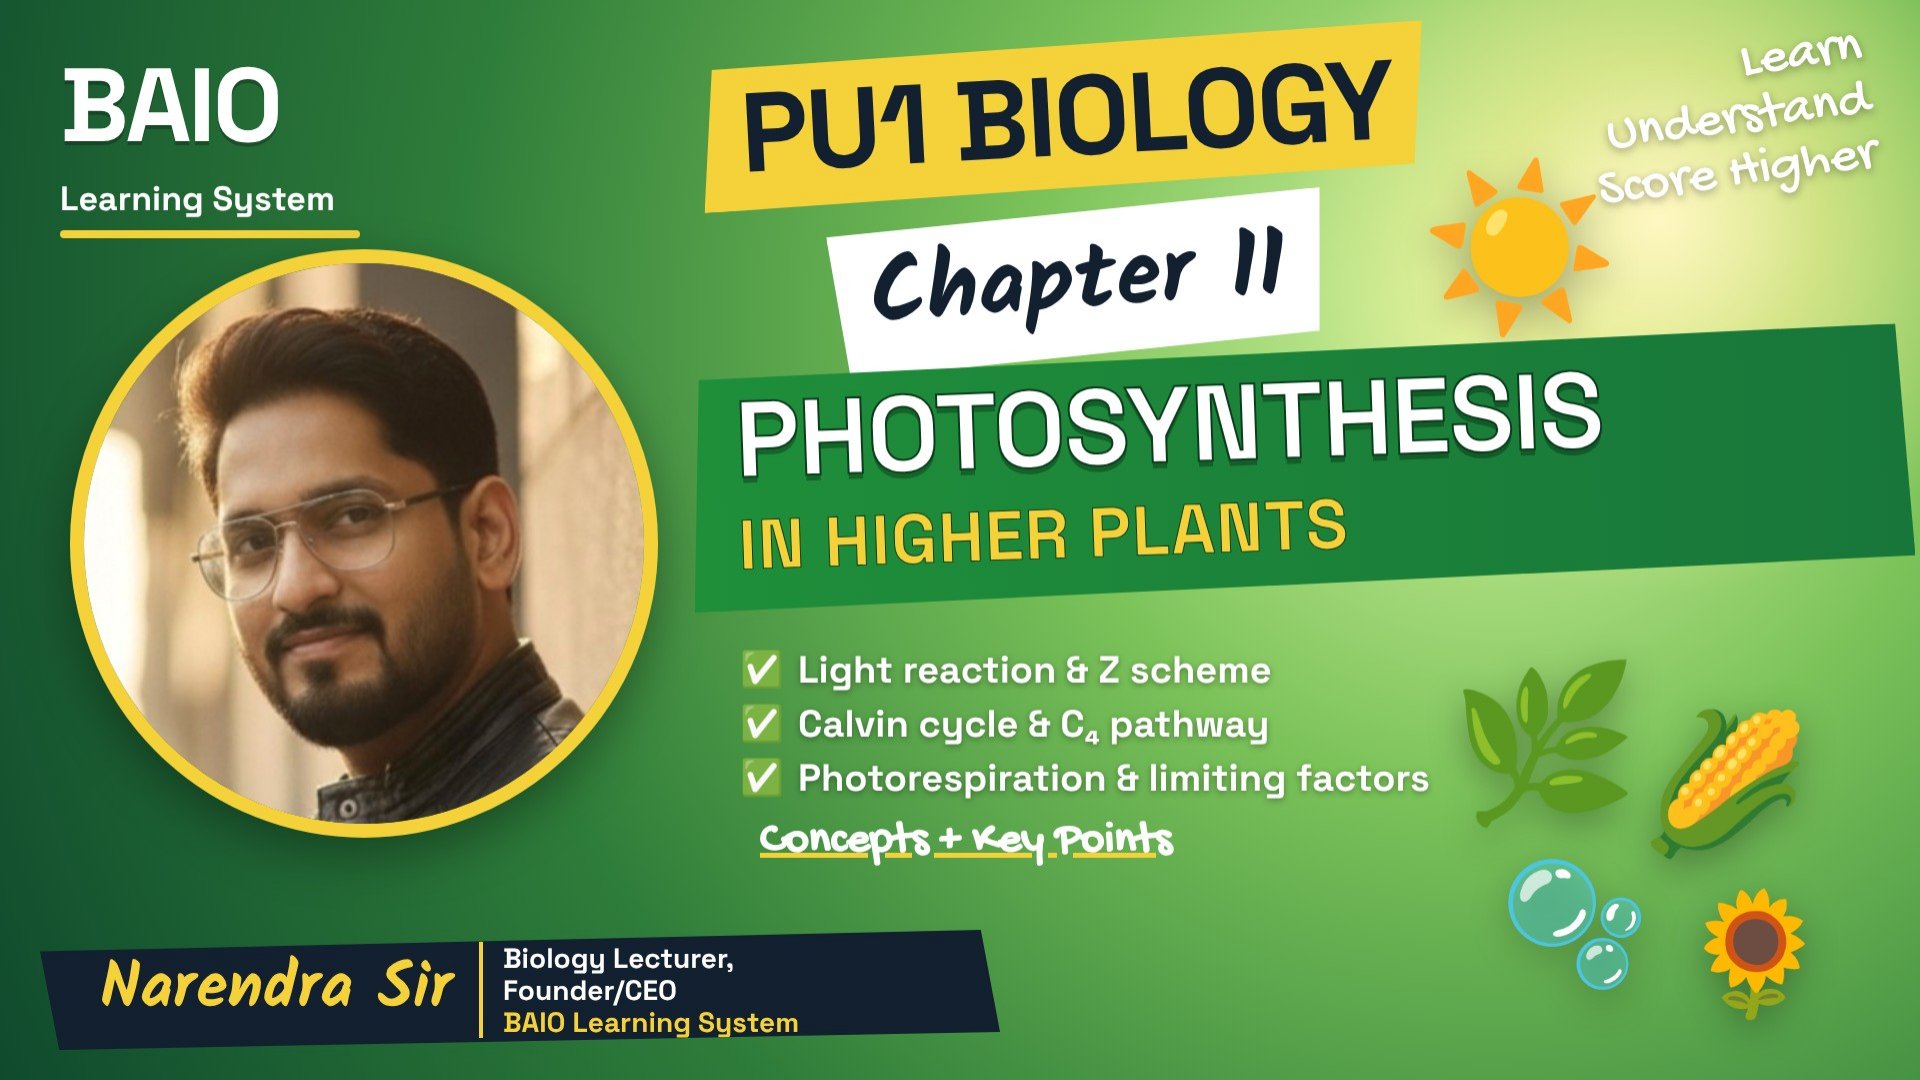 BAIO
Learning System
PU1 BIOLOGY
Chapter 11
PHOTOSYNTHESIS
IN HIGHER PLANTS
Learn
Understand
Score Higher
✅ Light reaction & Z scheme
✅ Calvin cycle & C₄ pathway
✅ Photorespiration & limiting factors
Concepts + Key Points
Narendra Sir
Biology Lecturer,
Founder/CEO
BAIO Learning System